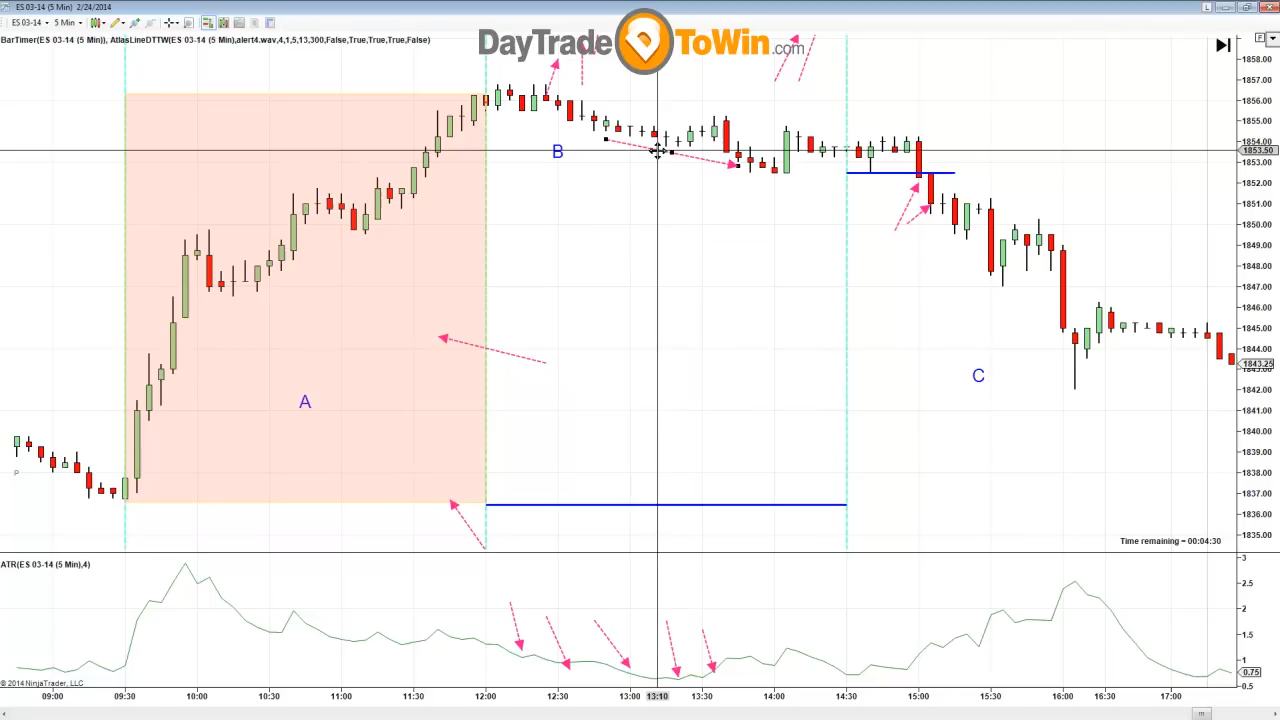 ES 03-14 (5 Min) 2/24/2014
L
ES 03-14 5 Min
BarTimer(ES 03-14 (5 Min)), AtlasLineDTTW(ES 03-14 (5 Min),alert4.wav,4,1,5,13,300,False,True,True,True,False)
DayTradeToWin.com
F
1858.00
1857.00
1856.00
1855.00
1854.00
1853.50
1853.00
1852.00
1851.00
1850.00
1849.00
1848.00
1847.00
1846.00
1845.00
1844.00
1843.25
1842.00
1841.00
1840.00
1839.00
1838.00
1837.00
1836.00
1835.00
B
C
A
P
Time remaining = 00:04:30
ATR(ES 03-14 (5 Min),4)
3
2.5
2
1.5
1
0.75
0.5
© 2014 NinjaTrader, LLC
09:00 09:30 10:00 10:30 11:00 11:30 12:00 12:30 13:00 13:10 13:30 14:00 14:30 15:00 15:30 16:00 16:30 17:00